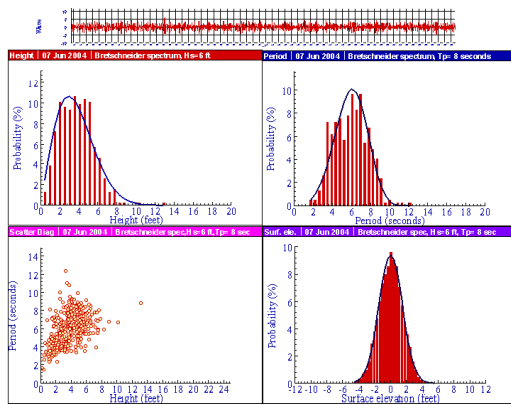 Wave
Height | 07 Jun 2004 | Bretschneider spectrum, Hs=6 ft
Period | 07 Jun 2004 | Bretschneider spectrum, Tp= 8 seconds
Probability (%)
12
10
8
6
4
2
0
0 2 4 6 8 10 12 14 16 18 20
Height (feet)
Probability (%)
10
8
6
4
2
0
0 2 4 6 8 10 12 14 16 18 20
Period (seconds)
Scatter Diag | 07 Jun 2004 | Bretschneider spec,Hs=6 ft,Tp= 8 sec
Surf. ele. | 07 Jun 2004 | Bretschneider spec, Hs=6 ft, Tp= 8 sec
Period (seconds)
14
12
10
8
6
4
2
0
0 2 4 6 8 10 12 14 16 18 20 22 24
Height (feet)
Probability (%)
10
8
6
4
2
0
-12 -10 -8 -6 -4 -2 0 2 4 6 8 10 12
Surface elevation (feet)